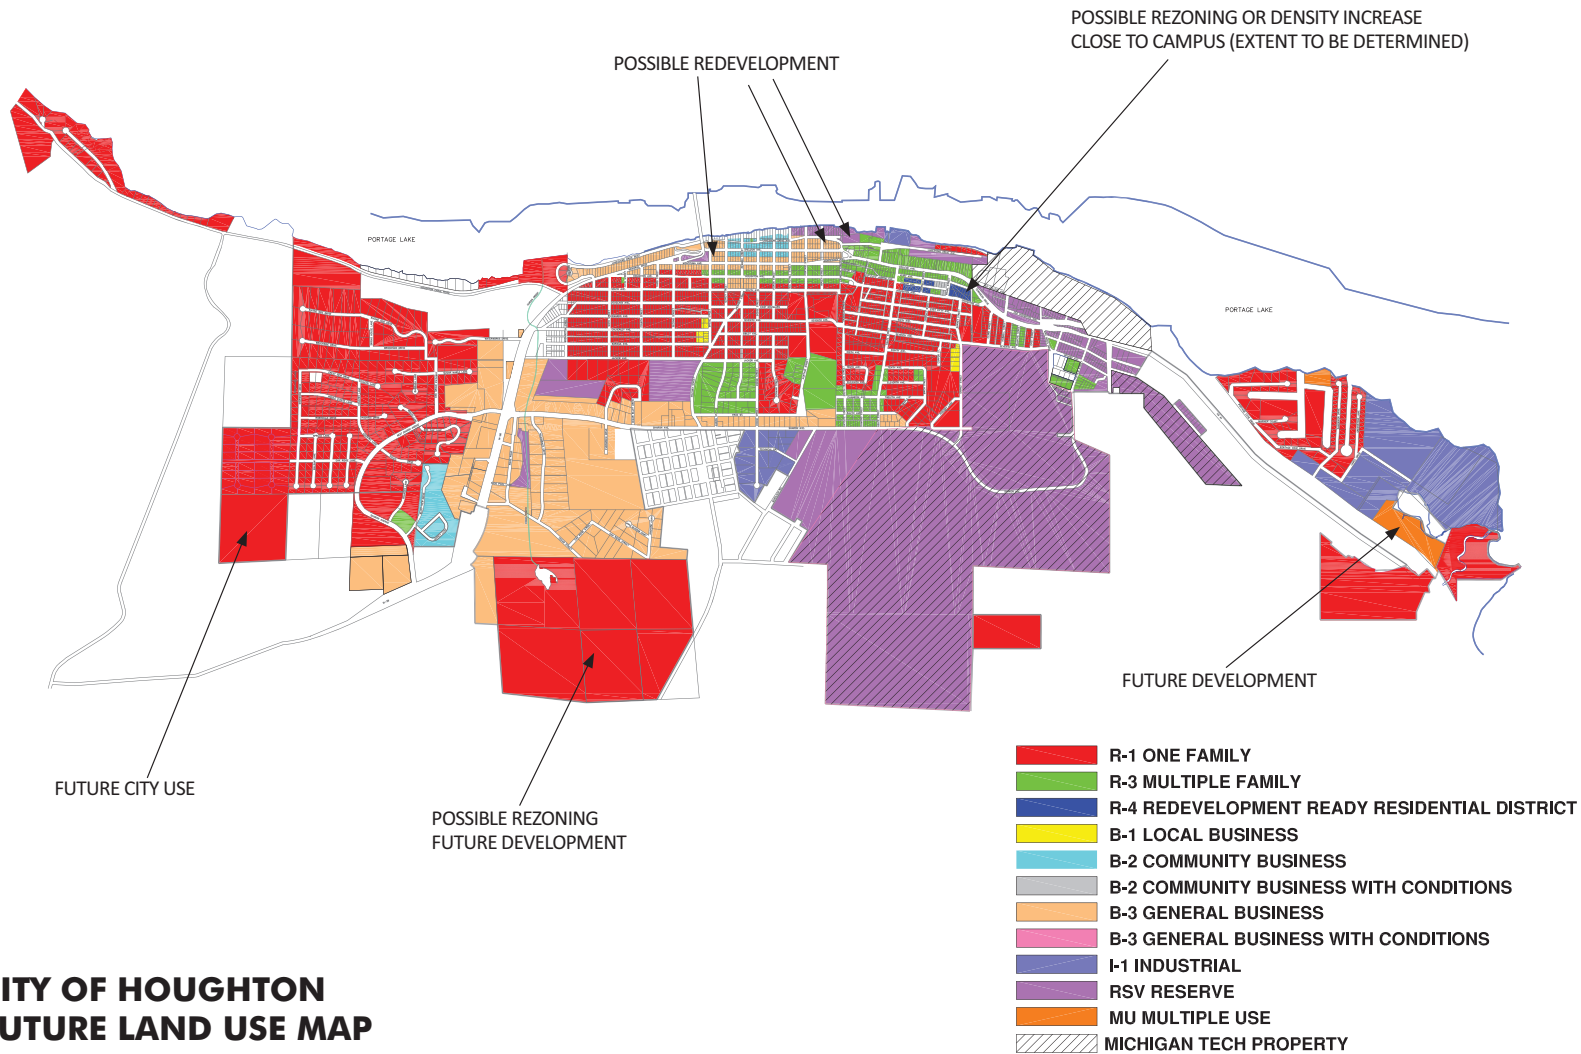 POSSIBLE REZONING OR DENSITY INCREASE
CLOSE TO CAMPUS (EXTENT TO BE DETERMINED)
POSSIBLE REDEVELOPMENT
PORTAGE LAKE
PORTAGE LAKE
FUTURE DEVELOPMENT
FUTURE CITY USE
POSSIBLE REZONING
FUTURE DEVELOPMENT
R-1 ONE FAMILY
R-3 MULTIPLE FAMILY
R-4 REDEVELOPMENT READY RESIDENTIAL DISTRICT
B-1 LOCAL BUSINESS
B-2 COMMUNITY BUSINESS
B-2 COMMUNITY BUSINESS WITH CONDITIONS
B-3 GENERAL BUSINESS
B-3 GENERAL BUSINESS WITH CONDITIONS
I-1 INDUSTRIAL
RSV RESERVE
MU MULTIPLE USE
MICHIGAN TECH PROPERTY
ITY OF HOUGHTON
UTURE LAND USE MAP